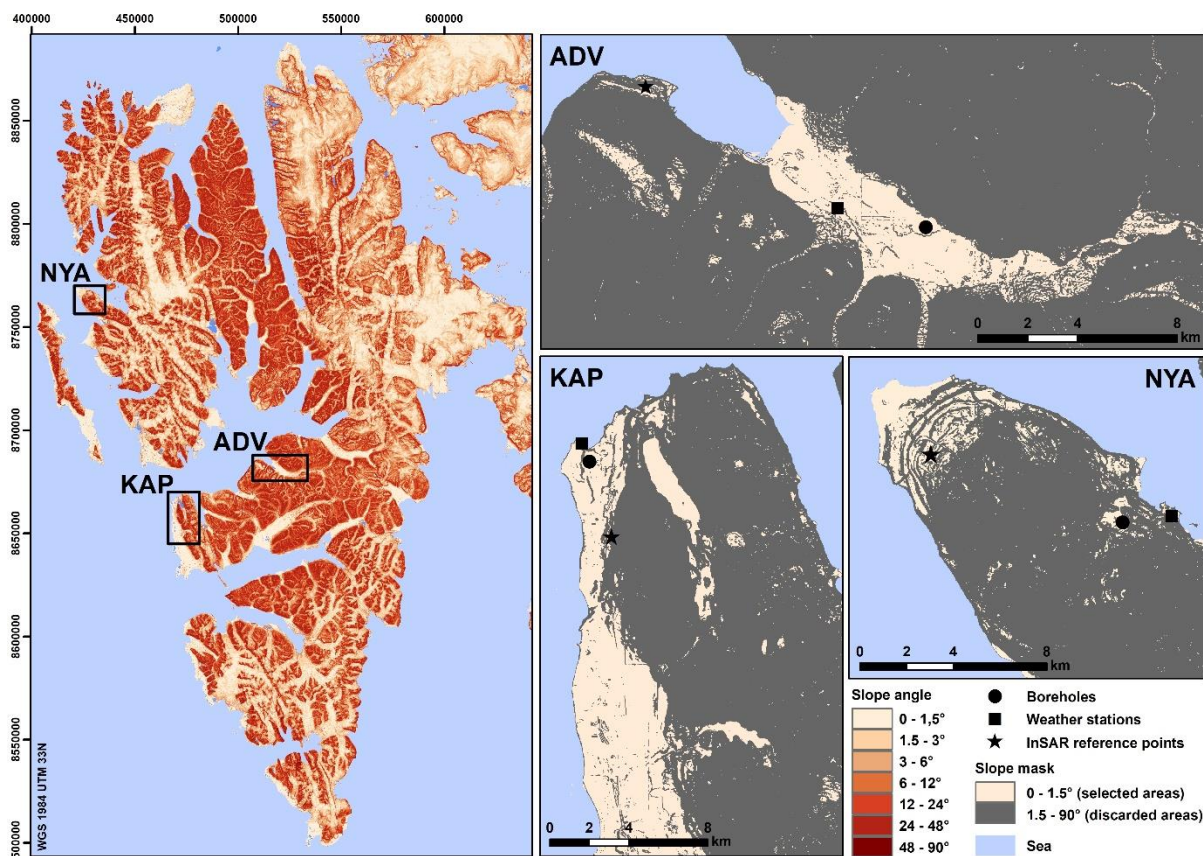 400000 450000 500000 550000 600000
8850000
8800000
8750000
8700000
8650000
8600000
8550000
8500000
WGS 1984 UTM 33N
NYA
ADV
KAP
ADV
0 2 4 8
km
KAP
0 2 4 8
km
NYA
0 2 4 8
km
Slope angle
0 - 1,5°
1.5 - 3°
3 - 6°
6 - 12°
12 - 24°
24 - 48°
48 - 90°
Boreholes
Weather stations
InSAR reference points
Slope mask
0 - 1.5° (selected areas)
1.5 - 90° (discarded areas)
Sea